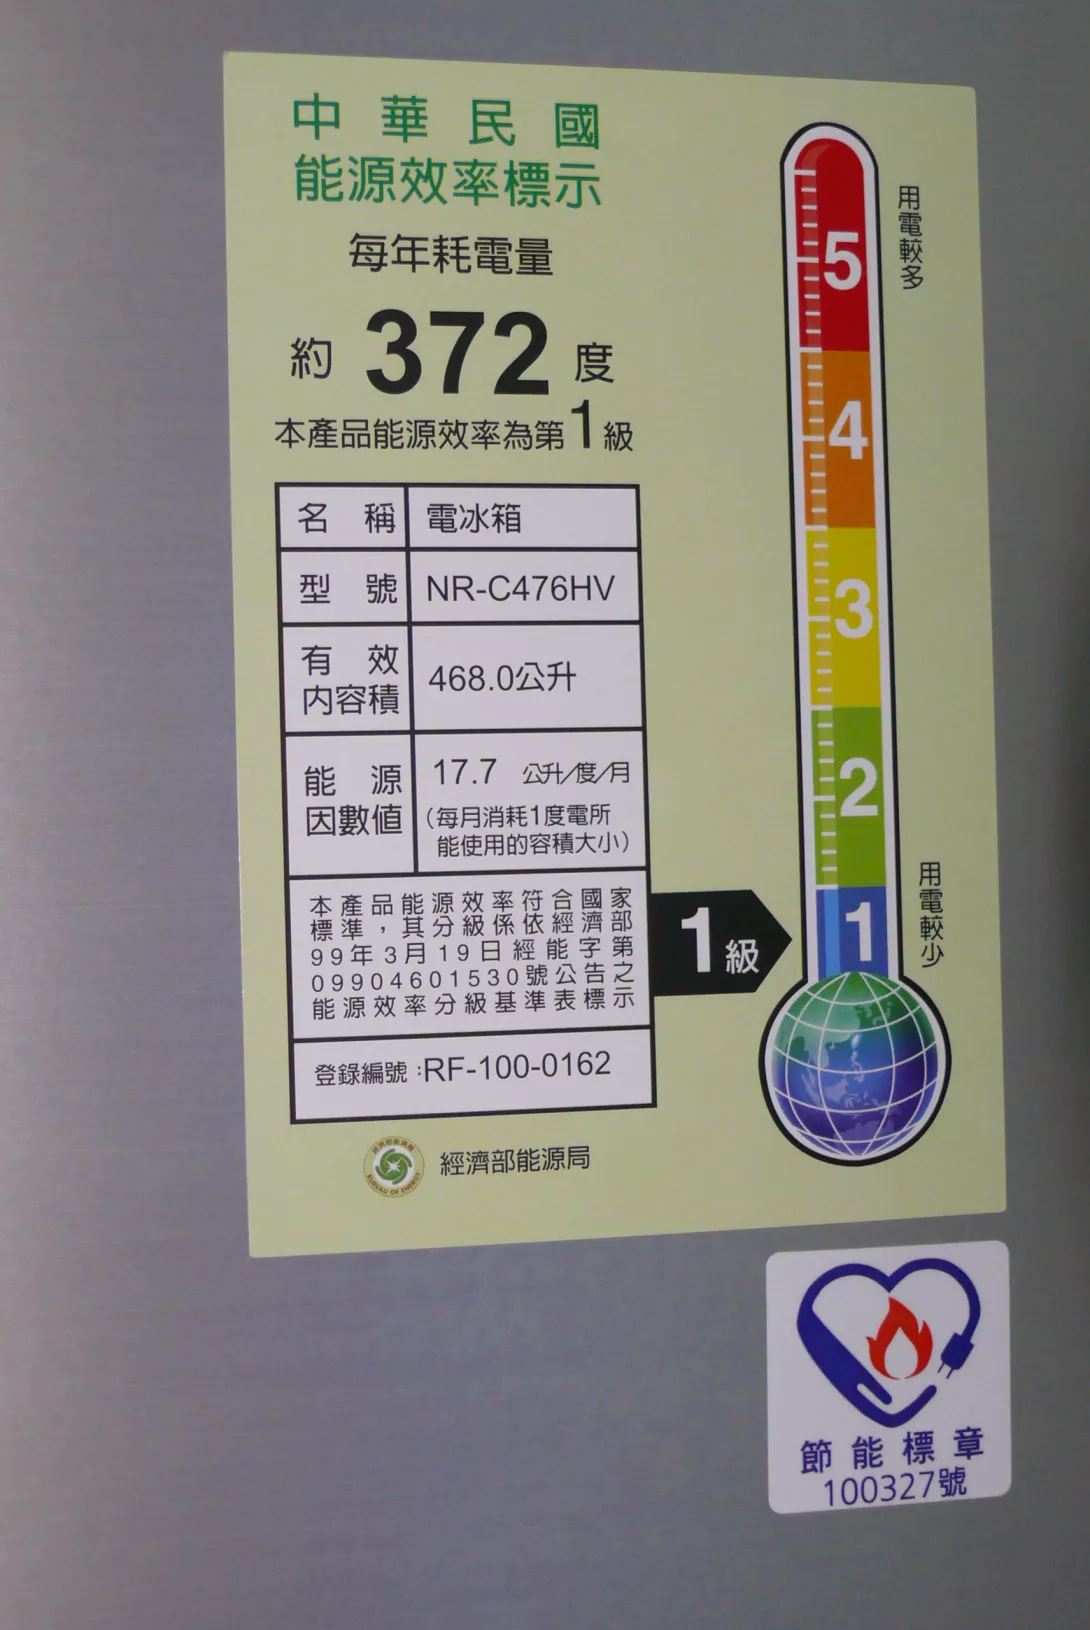 中華民國
能源效率標示
每年耗電量
約 372 度
本產品能源效率為第1級
名稱 電冰箱
型號 NR-C476HV
有效
內容積 468.0公升
能源
因數值 17.7 公升/度/月
(每月消耗1度電所
能使用的容積大小)
本產品能源效率符合國家
標準，其分級係依經濟部
99年3月19日經能字第
09904601530號公告之
能源效率分級基準表標示
登錄編號:RF-100-0162
經濟部能源局
BUREAU OF ENERGY
用電較多
5
4
3
2
1
1級
用電較少
節能標章
100327號